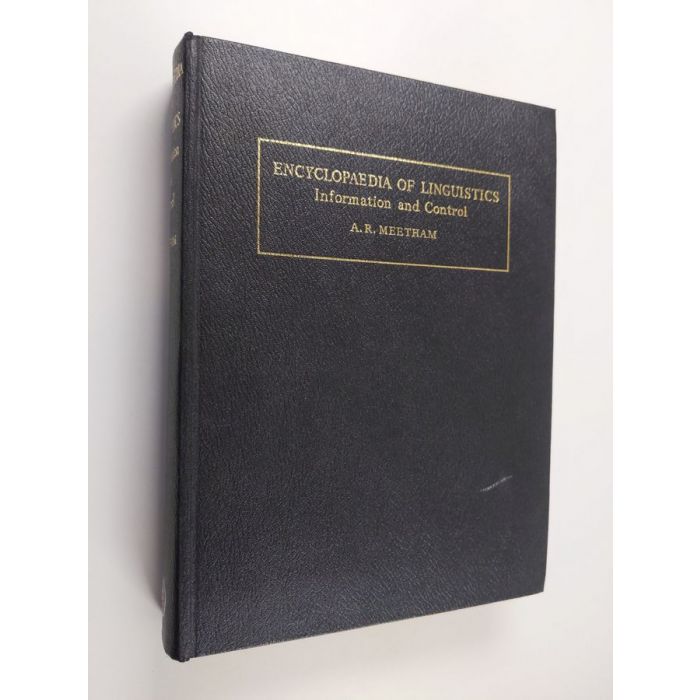 ENCYCLOPAEDIA OF LINGUISTICS
Information and Control
A. R. MEETHAM